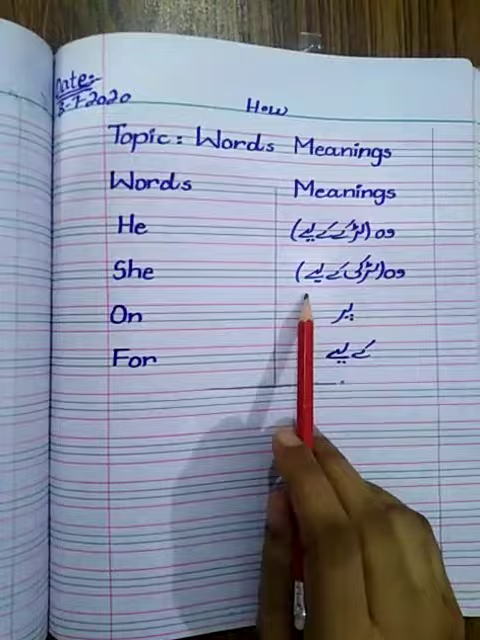 Date:-
3-7-2020
How
Topic: Words Meanings
Words Meanings
He وہ (لڑکے کے لیے)
She وہ (لڑکی کے لیے)
On پر
For کے لیے